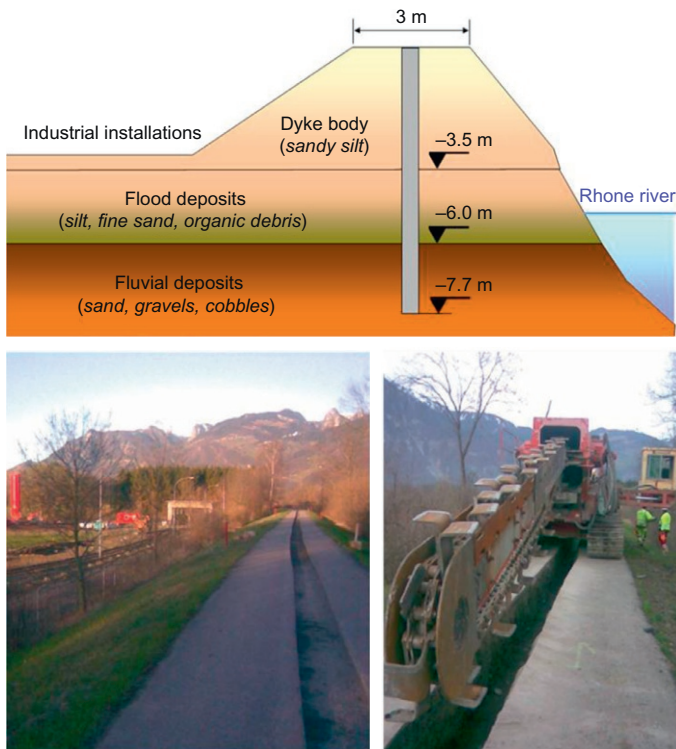 3 m
Industrial installations
Dyke body
(sandy silt)
–3.5 m
Flood deposits
(silt, fine sand, organic debris)
Rhone river
–6.0 m
Fluvial deposits
(sand, gravels, cobbles)
–7.7 m